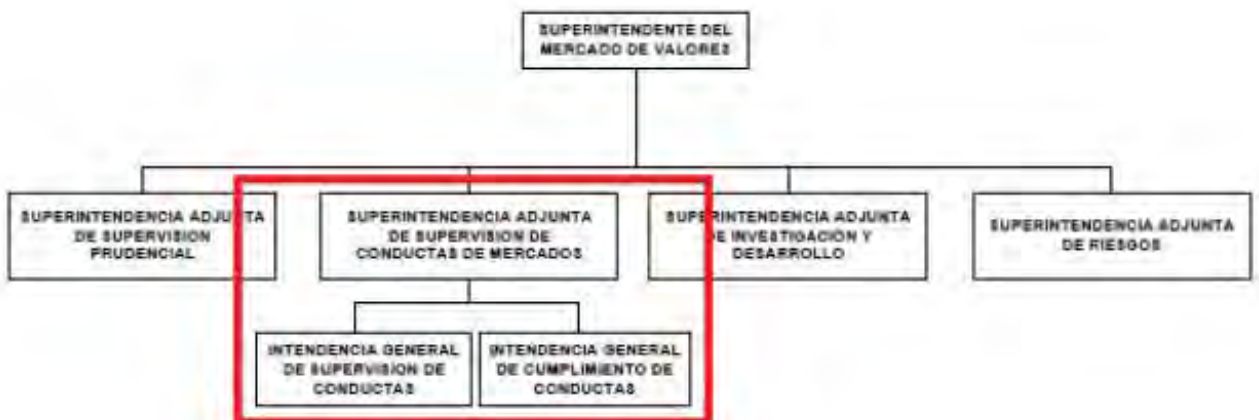 SUPERINTENDENTE DEL
MERCADO DE VALORES
SUPERINTENDENCIA ADJUNTA
DE SUPERVISION
PRUDENCIAL
SUPERINTENDENCIA ADJUNTA
DE SUPERVISION DE
CONDUCTAS DE MERCADOS
SUPERINTENDENCIA ADJUNTA
DE INVESTIGACIÓN Y
DESARROLLO
SUPERINTENDENCIA ADJUNTA
DE RIESGOS
INTENDENCIA GENERAL
DE SUPERVISION DE
CONDUCTAS
INTENDENCIA GENERAL
DE CUMPLIMIENTO DE
CONDUCTAS